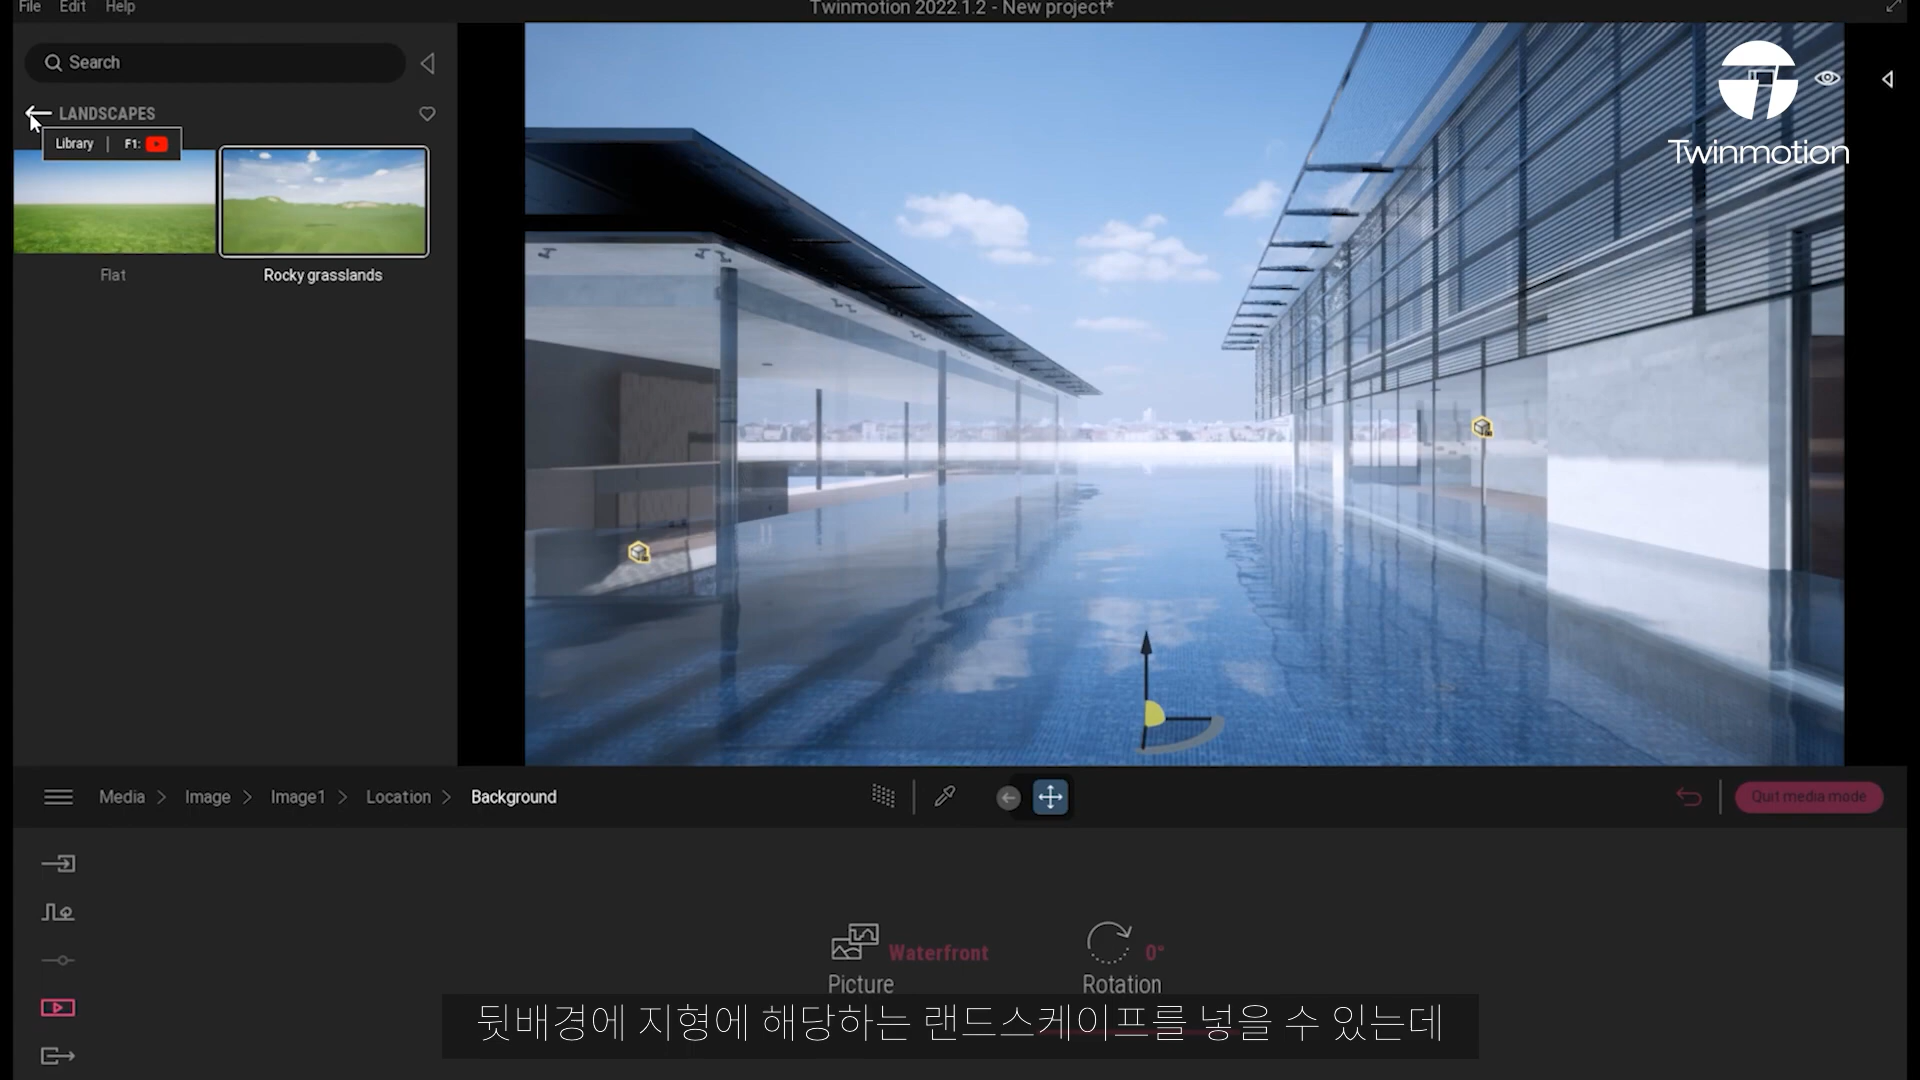 File Edit Help
Twinmotion 2022.1.2 - New project*
Search
LANDSCAPES
Library | F1:
Flat
Rocky grasslands
Twinmotion
Media > Image > Image1 > Location > Background
Quit media mode
Waterfront
Picture
0°
Rotation
뒷배경에 지형에 해당하는 랜드스케이프를 넣을 수 있는데